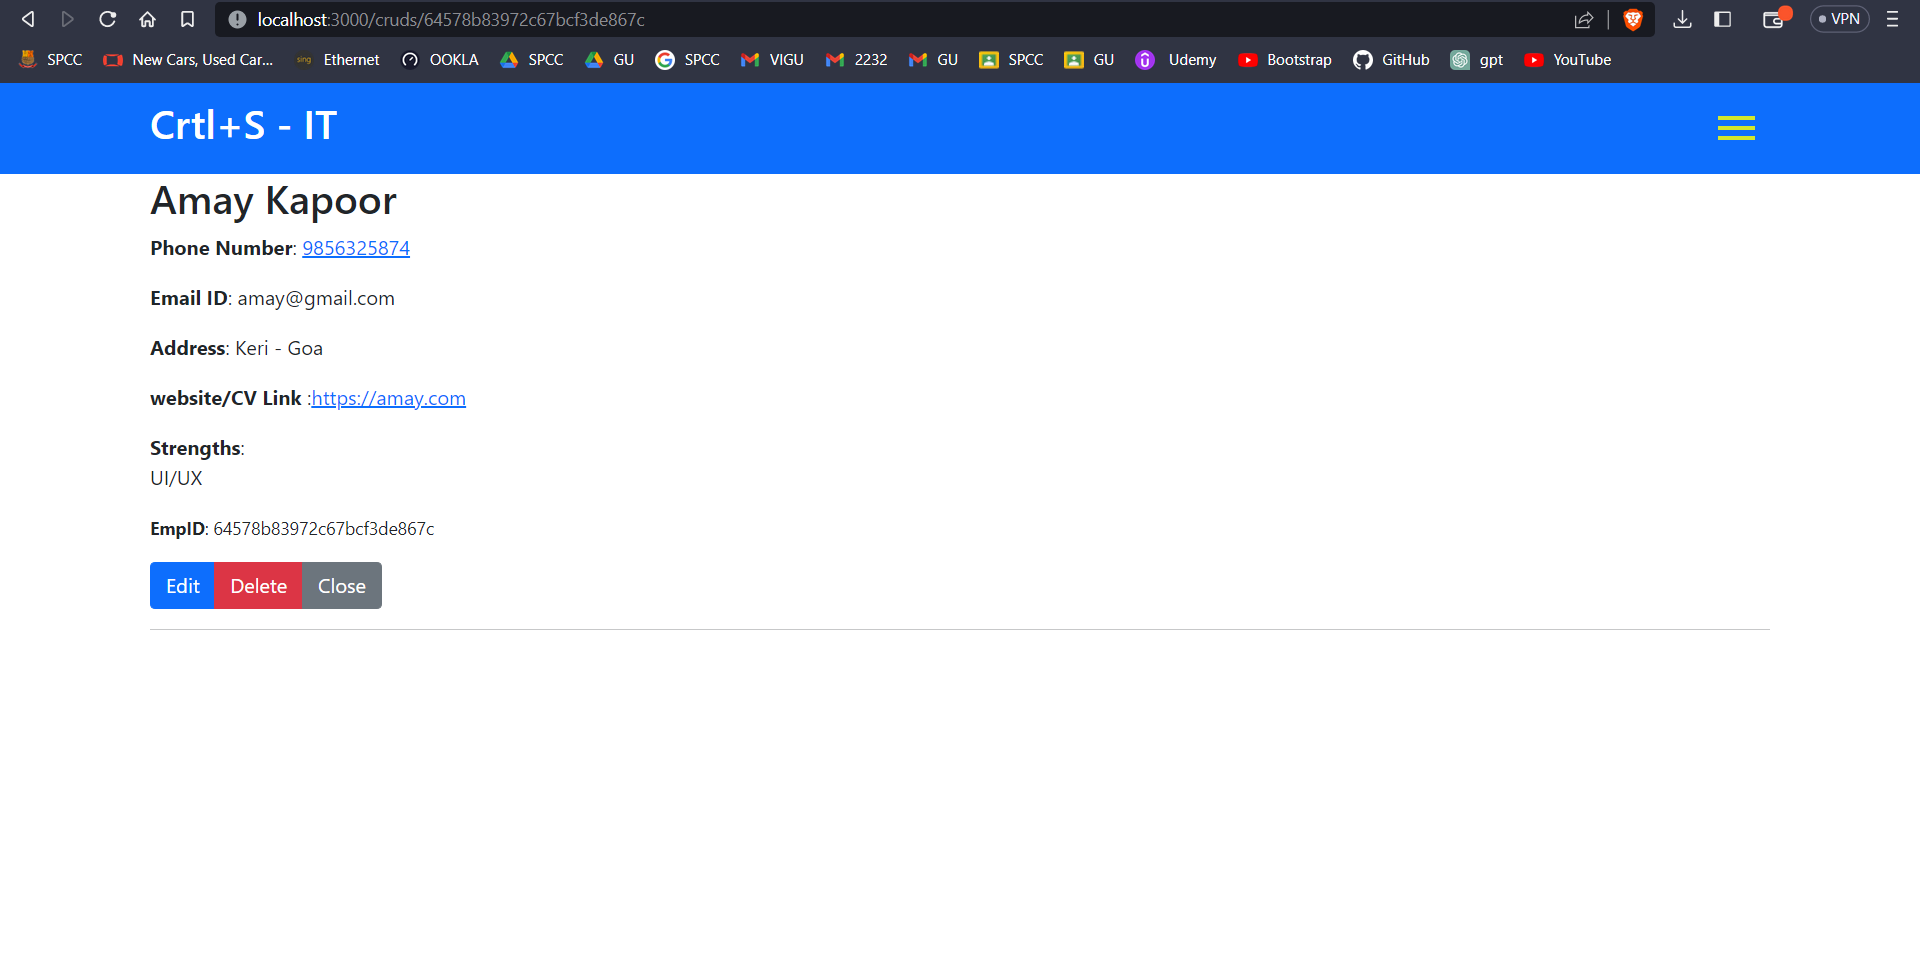 localhost:3000/cruds/64578b83972c67bcf3de867c VPN
SPCC New Cars, Used Car... sing Ethernet OOKLA SPCC GU SPCC VIGU 2232 GU SPCC GU Udemy Bootstrap GitHub gpt YouTube
Crtl+S - IT
Amay Kapoor
Phone Number: 9856325874
Email ID: amay@gmail.com
Address: Keri - Goa
website/CV Link :https://amay.com
Strengths:
UI/UX
EmpID: 64578b83972c67bcf3de867c
Edit Delete Close